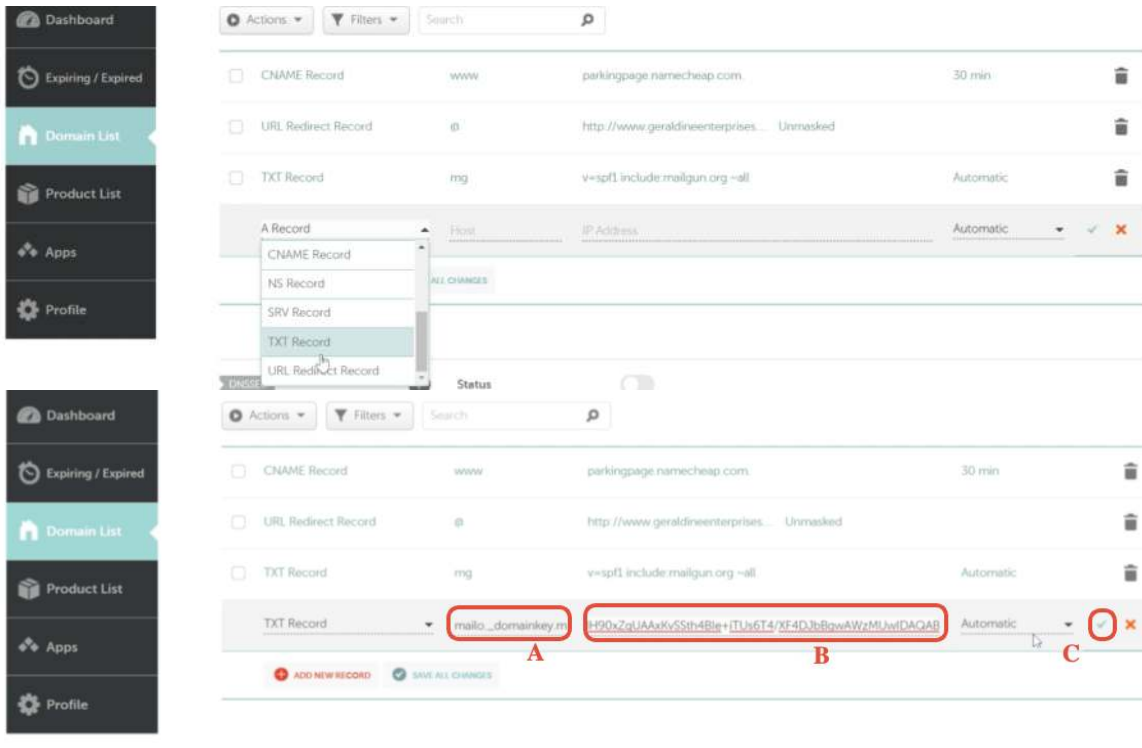 Dashboard
Actions Filters Search
Expiring / Expired
CNAME Record www parkingpage.namecheap.com. 30 min
Domain List
URL Redirect Record @ http://www.geraldineenterprises... Unmasked
Product List
TXT Record mg v=spf1 include:mailgun.org ~all Automatic
Apps
A Record Host IP Address Automatic
CNAME Record
NS Record ALL CHANGES
Profile
SRV Record
TXT Record
URL Redirect Record
Status
Dashboard
Actions Filters Search
Expiring / Expired
CNAME Record www parkingpage.namecheap.com. 30 min
Domain List
URL Redirect Record @ http://www.geraldineenterprises... Unmasked
Product List
TXT Record mg v=spf1 include:mailgun.org ~all Automatic
TXT Record mailo._domainkey.m Automatic
Apps
A B C
ADD NEW RECORD SAVE ALL CHANGES
Profile